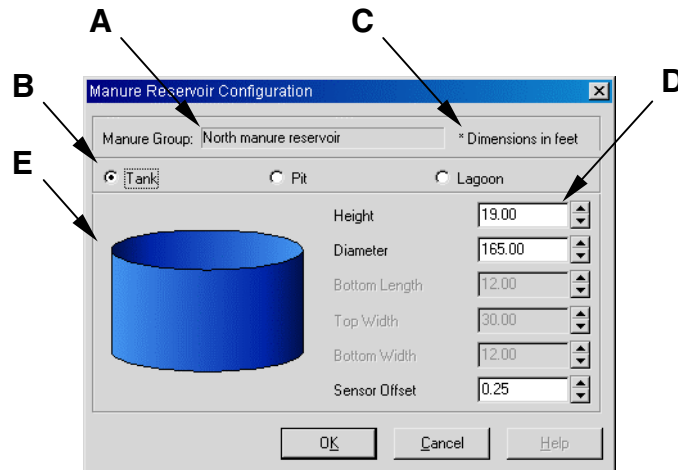 A
C
B
D
E
Manure Reservoir Configuration
Manure Group: North manure reservoir * Dimensions in feet
Tank Pit Lagoon
Height 19.00
Diameter 165.00
Bottom Length 12.00
Top Width 30.00
Bottom Width 12.00
Sensor Offset 0.25
OK Cancel Help